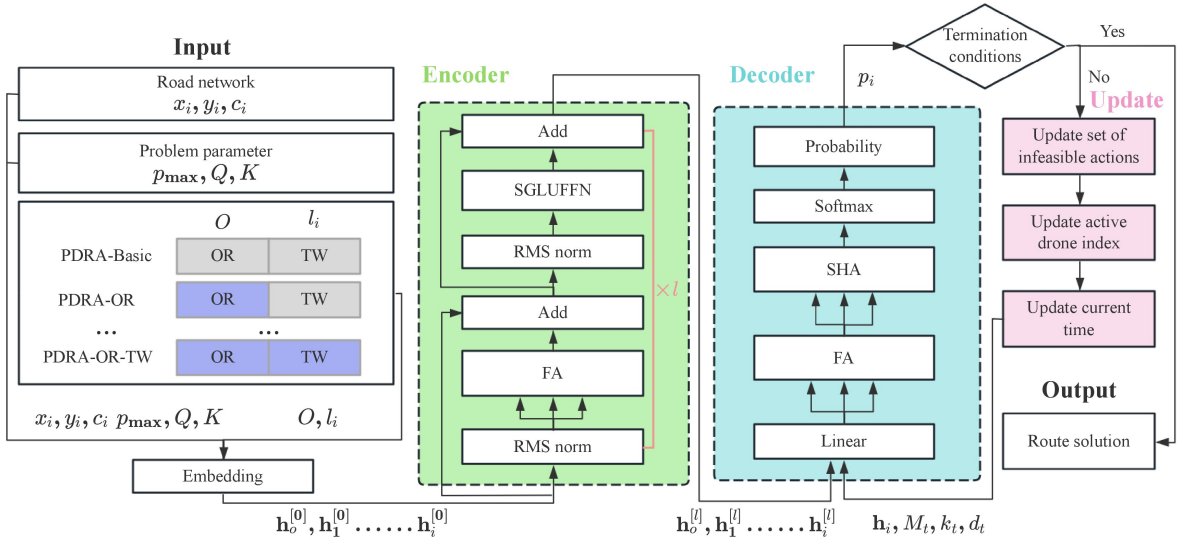 Input
Road network
x_i, y_i, c_i
Problem parameter
p_max, Q, K
O l_i
PDRA-Basic OR TW
PDRA-OR OR TW
... ...
PDRA-OR-TW OR TW
x_i, y_i, c_i p_max, Q, K O, l_i
Embedding
h_o^[0], h_1^[0] ...... h_i^[0]
Encoder
Add
SGLUFFN
RMS norm
Add
FA
RMS norm
×l
h_o^[l], h_1^[l] ...... h_i^[l]
Decoder
p_i
Probability
Softmax
SHA
FA
Linear
h_i, M_t, k_t, d_t
Termination
conditions
Yes
No
Update
Update set of
infeasible actions
Update active
drone index
Update current
time
Output
Route solution